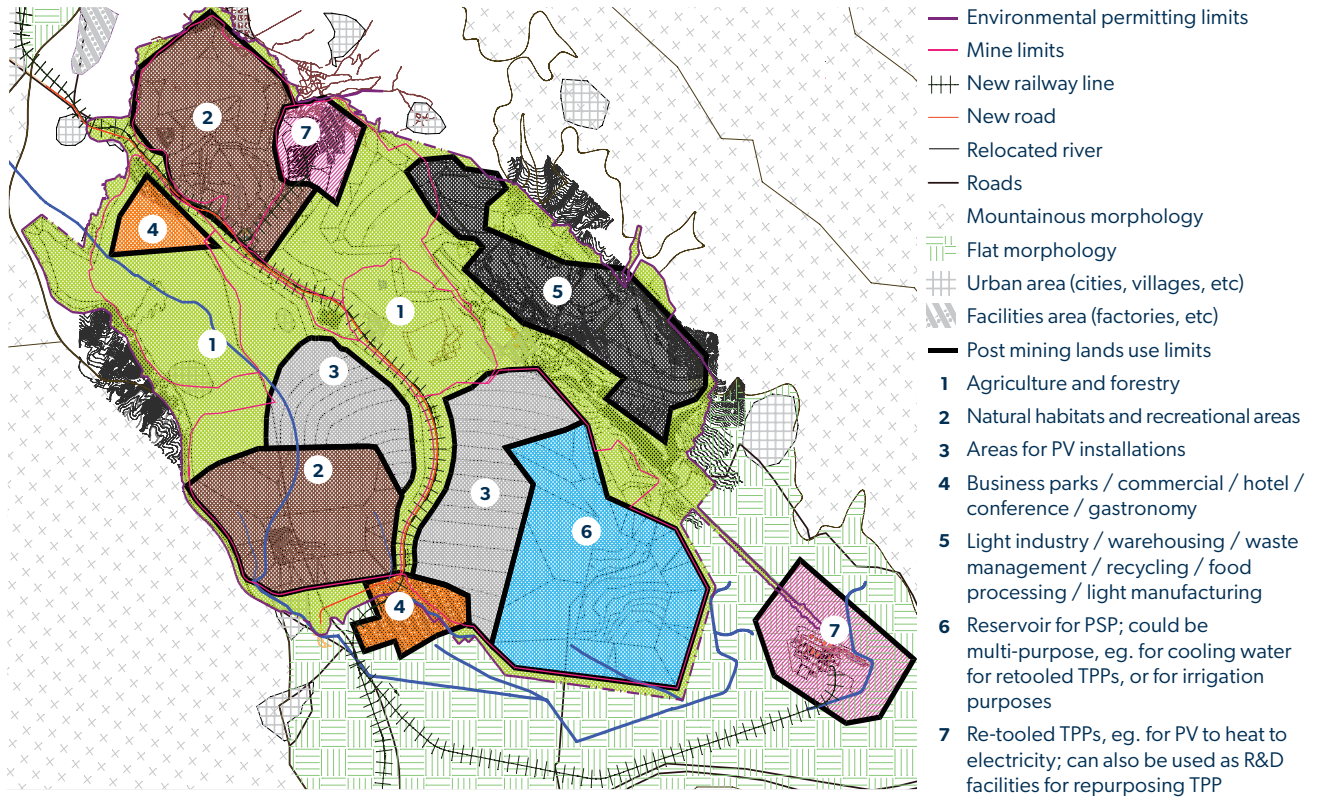 2
7
4
5
1
1
3
2
3
6
4
7
Environmental permitting limits
Mine limits
New railway line
New road
Relocated river
Roads
Mountainous morphology
Flat morphology
Urban area (cities, villages, etc)
Facilities area (factories, etc)
Post mining lands use limits
1 Agriculture and forestry
2 Natural habitats and recreational areas
3 Areas for PV installations
4 Business parks / commercial / hotel /
conference / gastronomy
5 Light industry / warehousing / waste
management / recycling / food
processing / light manufacturing
6 Reservoir for PSP; could be
multi-purpose, eg. for cooling water
for retooled TPPs, or for irrigation
purposes
7 Re-tooled TPPs, eg. for PV to heat to
electricity; can also be used as R&D
facilities for repurposing TPP